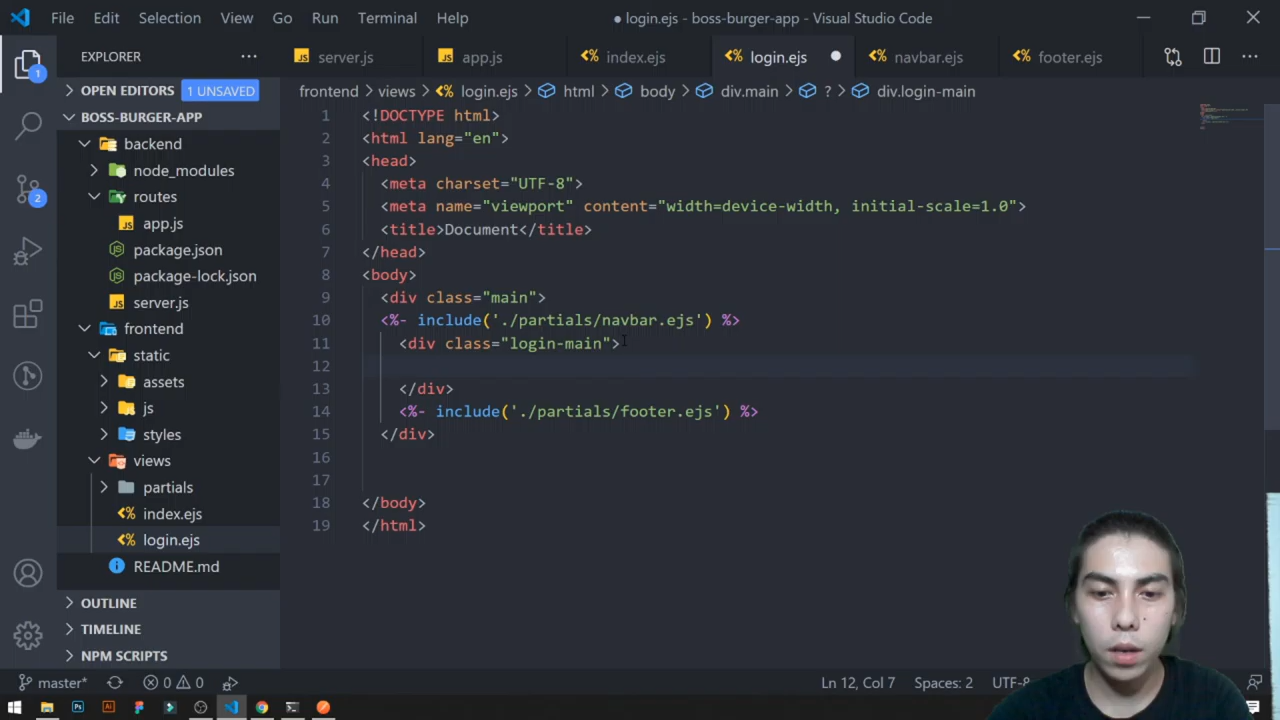 File Edit Selection View Go Run Terminal Help
● login.ejs - boss-burger-app - Visual Studio Code
EXPLORER
server.js
app.js
index.ejs
login.ejs
navbar.ejs
footer.ejs
1
OPEN EDITORS 1 UNSAVED
frontend > views > login.ejs > html > body > div.main > ? > div.login-main
BOSS-BURGER-APP
backend
node_modules
routes
2
app.js
package.json
package-lock.json
server.js
frontend
static
assets
js
styles
views
partials
index.ejs
login.ejs
README.md
OUTLINE
TIMELINE
NPM SCRIPTS
1 <!DOCTYPE html>
2 <html lang="en">
3 <head>
4 <meta charset="UTF-8">
5 <meta name="viewport" content="width=device-width, initial-scale=1.0">
6 <title>Document</title>
7 </head>
8 <body>
9 <div class="main">
10 <%- include('./partials/navbar.ejs') %>
11 <div class="login-main">
12
13 </div>
14 <%- include('./partials/footer.ejs') %>
15 </div>
16
17
18 </body>
19 </html>
master* 0 0
Ln 12, Col 7 Spaces: 2 UTF-8